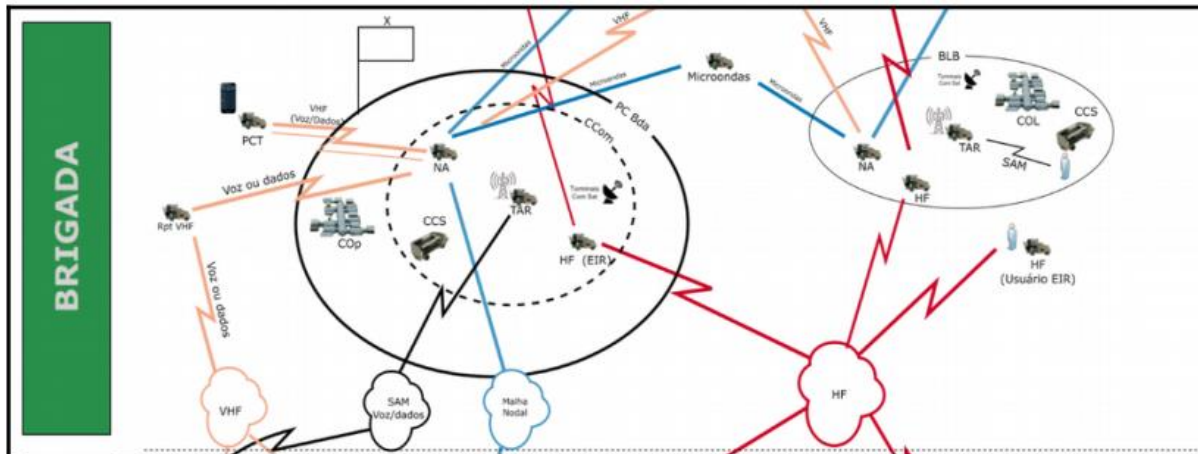 BRIGADA
X
VHF
Microondas
Microondas
VHF
Microondas
Microondas
BLB
Terminais
Com Sat
COL
CCS
TAR
SAM
NA
HF
PCT
VHF
(Voz/Dados)
PC Bda
CCom
NA
Voz ou dados
Rpt VHF
Voz ou dados
COp
CCS
TAR
Terminais
Com Sat
HF (EIR)
HF
(Usuário EIR)
VHF
SAM
Voz/dados
Malha
Nodal
HF